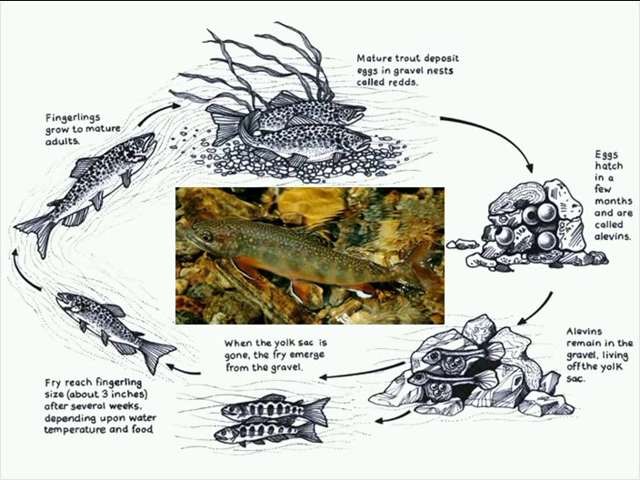 Mature trout deposit
eggs in gravel nests
called redds.
Eggs
hatch
in a
few
months
and are
called
alevins.
Alevins
remain in the
gravel, living
off the yolk
sac.
When the yolk sac is
gone, the fry emerge
from the gravel.
Fry reach fingerling
size (about 3 inches)
after several weeks,
depending upon water
temperature and food
Fingerlings
grow to mature
adults.